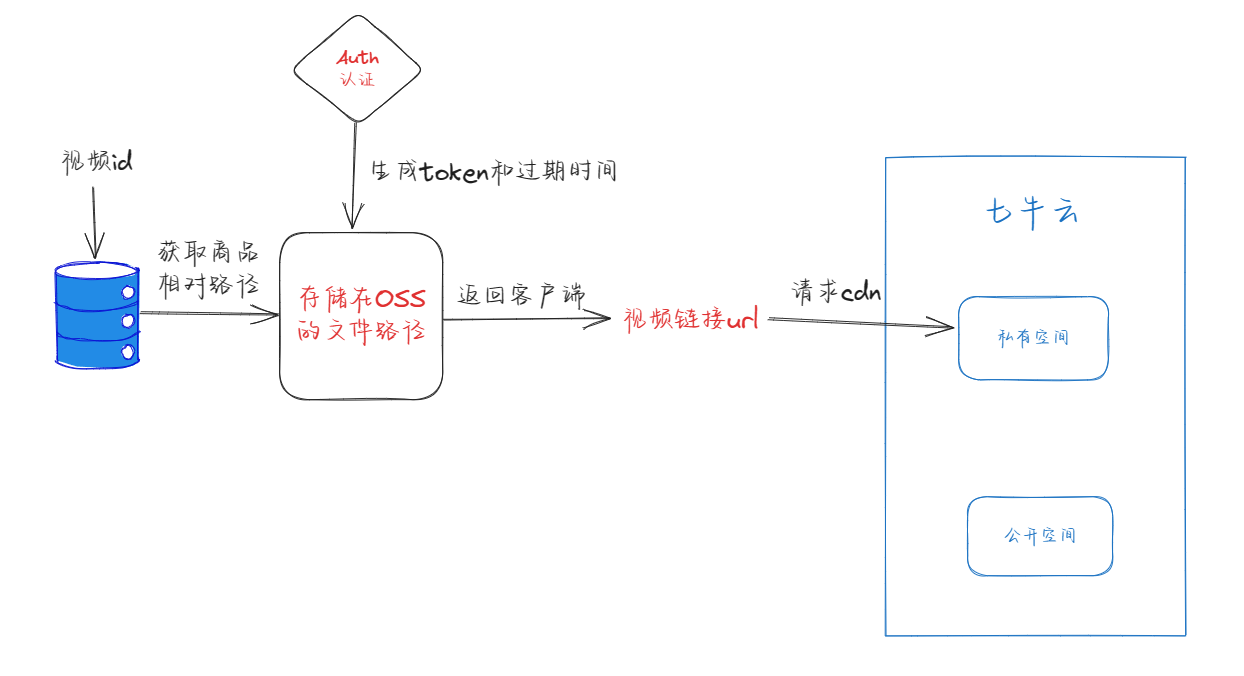 Auth
认证
视频id
生成token和过期时间
七牛云
获取商品
相对路径
存储在OSS
的文件路径
返回客户端
视频链接url
请求cdn
私有空间
公开空间